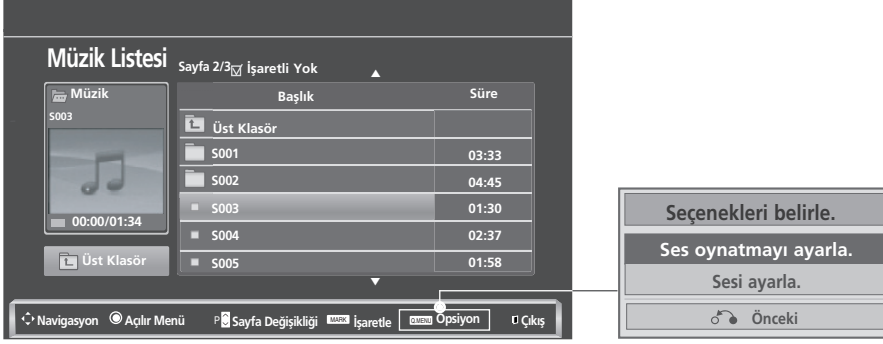 Müzik Listesi
Sayfa 2/3 İşaretli Yok
Müzik
S003
00:00/01:34
Üst Klasör
Başlık Süre
Üst Klasör
S001 03:33
S002 04:45
S003 01:30
S004 02:37
S005 01:58
Navigasyon Açılır Menü P Sayfa Değişikliği MARK İşaretle Q.MENU Opsiyon Çıkış
Seçenekleri belirle.
Ses oynatmayı ayarla.
Sesi ayarla.
Önceki